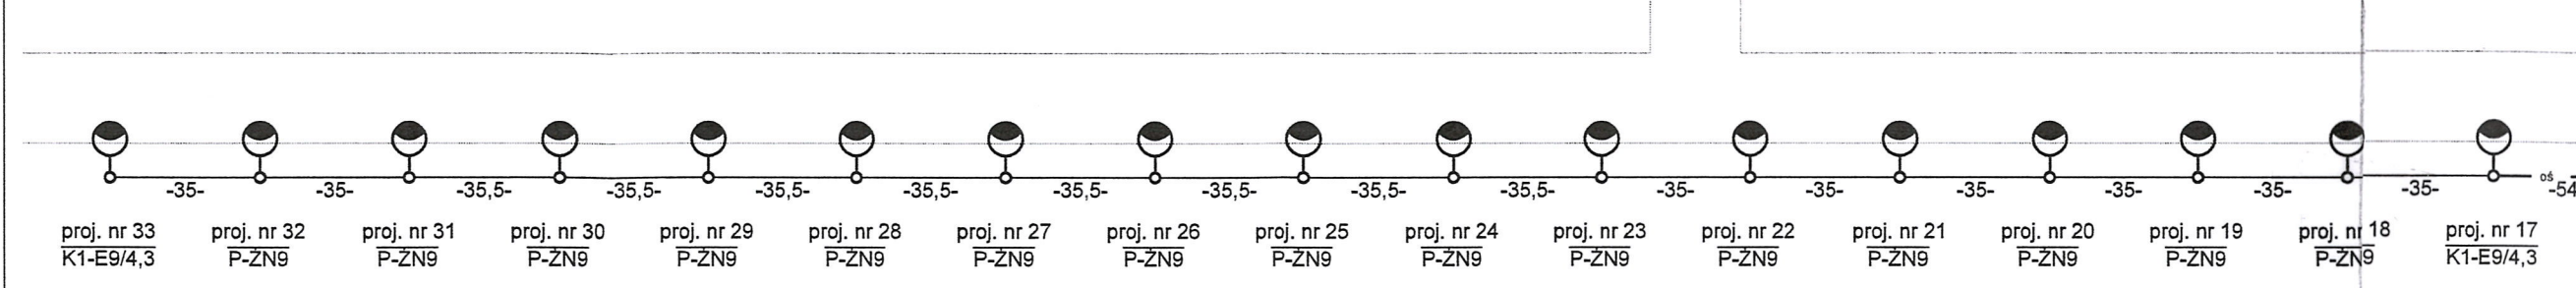 -35- -35- -35,5- -35,5- -35,5- -35,5- -35,5- -35,5- -35,5- -35,5- -35- -35- -35- -35- -35- -35- oś -54
proj. nr 33 proj. nr 32 proj. nr 31 proj. nr 30 proj. nr 29 proj. nr 28 proj. nr 27 proj. nr 26 proj. nr 25 proj. nr 24 proj. nr 23 proj. nr 22 proj. nr 21 proj. nr 20 proj. nr 19 proj. nr 18 proj. nr 17
K1-E9/4,3 P-ŻN9 P-ŻN9 P-ŻN9 P-ŻN9 P-ŻN9 P-ŻN9 P-ŻN9 P-ŻN9 P-ŻN9 P-ŻN9 P-ŻN9 P-ŻN9 P-ŻN9 P-ŻN9 P-ŻN9 K1-E9/4,3